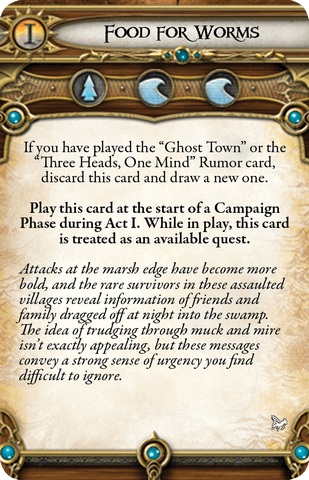 I
Food for Worms
If you have played the “Ghost Town” or the
“Three Heads, One Mind” Rumor card,
discard this card and draw a new one.
Play this card at the start of a Campaign
Phase during Act I. While in play, this card
is treated as an available quest.
Attacks at the marsh edge have become more
bold, and the rare survivors in these assaulted
villages reveal information of friends and
family dragged off at night into the swamp.
The idea of trudging through muck and mire
isn’t exactly appealing, but these messages
convey a strong sense of urgency you find
difficult to ignore.